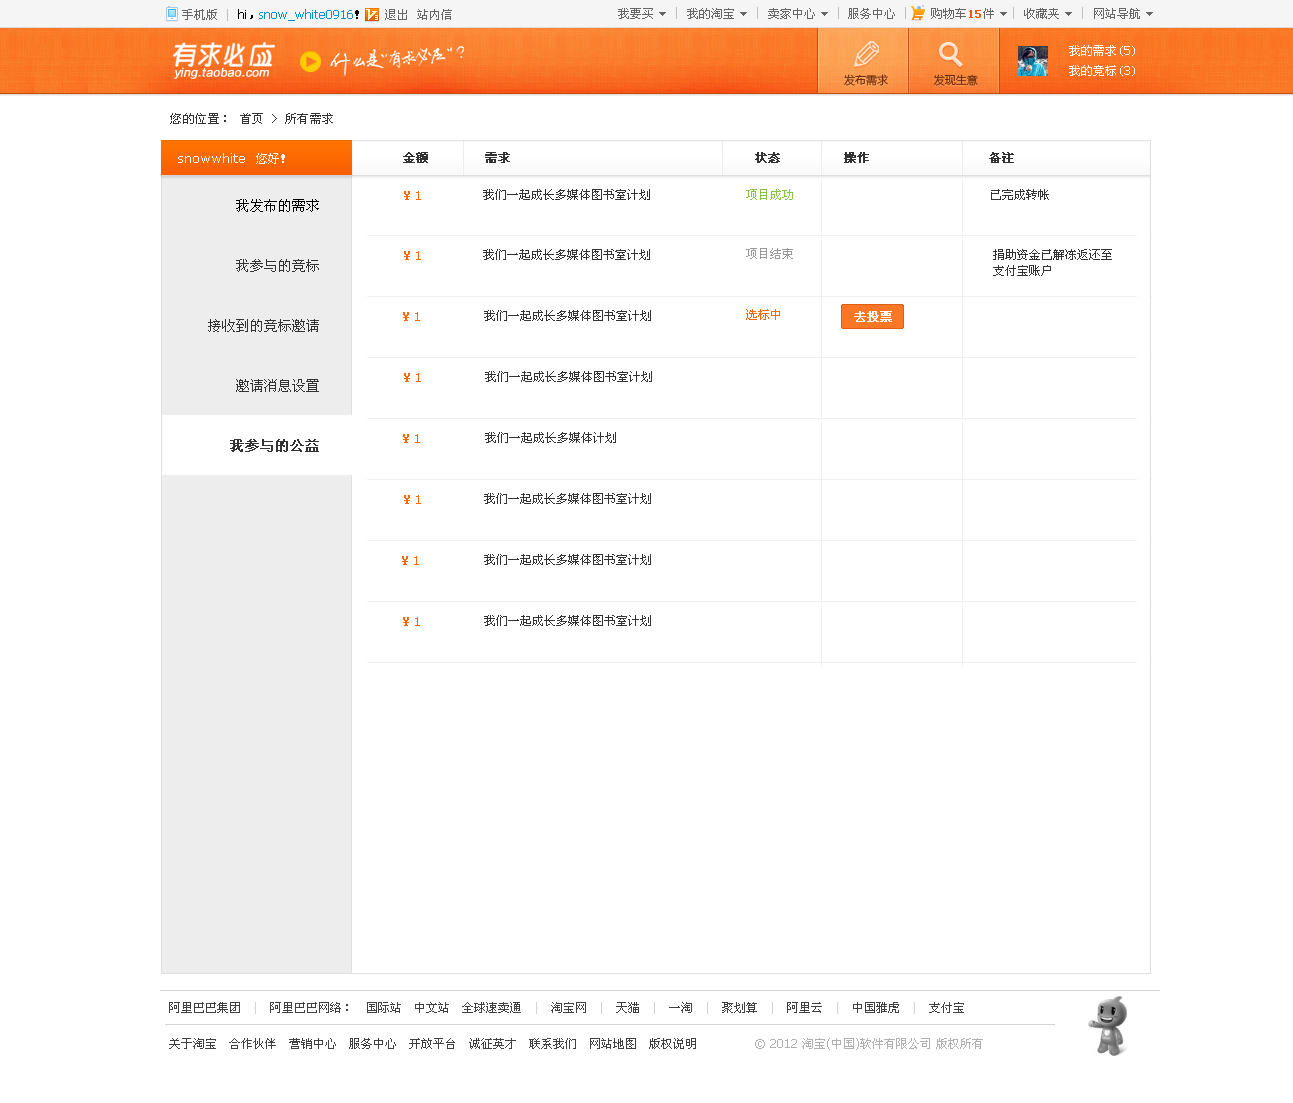 手机版 hi，snow_white0916! 退出 站内信 我要买 我的淘宝 卖家中心 服务中心 购物车15件 收藏夹 网站导航
有求必应
ying.taobao.com
什么是“有求必应”？
发布需求 发现生意
我的需求(5)
我的竞标(3)
您的位置： 首页 > 所有需求
snowwhite 您好!
我发布的需求
我参与的竞标
接收到的竞标邀请
邀请消息设置
我参与的公益
金额 需求 状态 操作 备注
¥ 1 我们一起成长多媒体图书室计划 项目成功 已完成转帐
¥ 1 我们一起成长多媒体图书室计划 项目结束 捐助资金已解冻返还至
支付宝账户
¥ 1 我们一起成长多媒体图书室计划 选标中 去投票
¥ 1 我们一起成长多媒体图书室计划
¥ 1 我们一起成长多媒体计划
¥ 1 我们一起成长多媒体图书室计划
¥ 1 我们一起成长多媒体图书室计划
¥ 1 我们一起成长多媒体图书室计划
阿里巴巴集团 阿里巴巴网络： 国际站 中文站 全球速卖通 淘宝网 天猫 一淘 聚划算 阿里云 中国雅虎 支付宝
关于淘宝 合作伙伴 营销中心 服务中心 开放平台 诚征英才 联系我们 网站地图 版权说明 © 2012 淘宝(中国)软件有限公司 版权所有